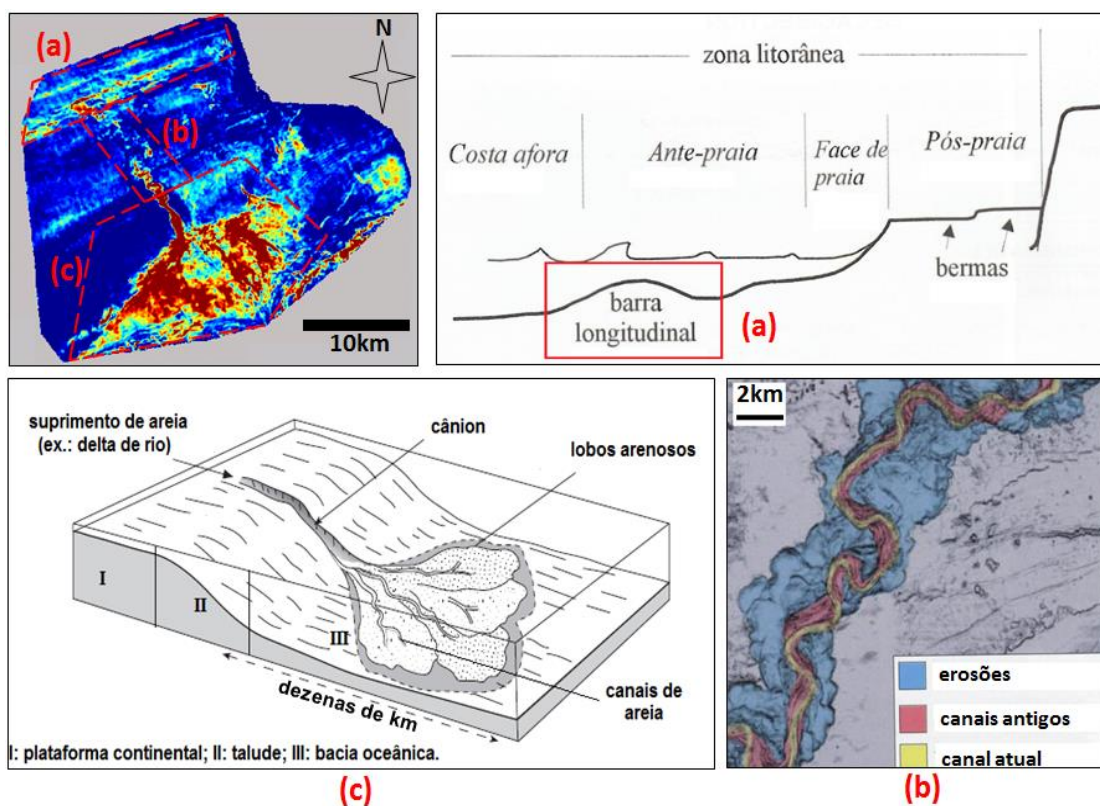 (a)
N
(b)
(c)
10km
zona litorânea
Costa afora
Ante-praia
Face de
praia
Pós-praia
bermas
barra
longitudinal
(a)
suprimento de areia
(ex.: delta de rio)
cânion
lobos arenosos
I
II
III
dezenas de km
canais de
areia
I: plataforma continental; II: talude; III: bacia oceânica.
(c)
2km
erosões
canais antigos
canal atual
(b)